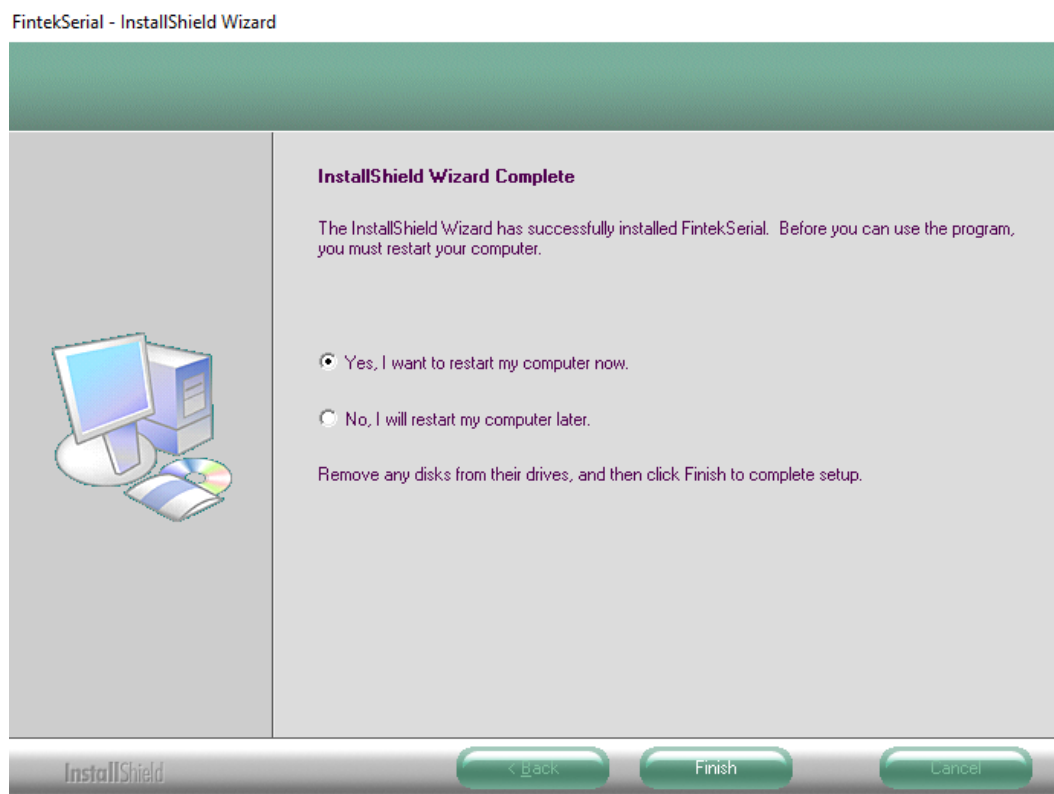 FintekSerial - InstallShield Wizard
InstallShield Wizard Complete
The InstallShield Wizard has successfully installed FintekSerial. Before you can use the program,
you must restart your computer.
Yes, I want to restart my computer now.
No, I will restart my computer later.
Remove any disks from their drives, and then click Finish to complete setup.
InstallShield
< Back
Finish
Cancel